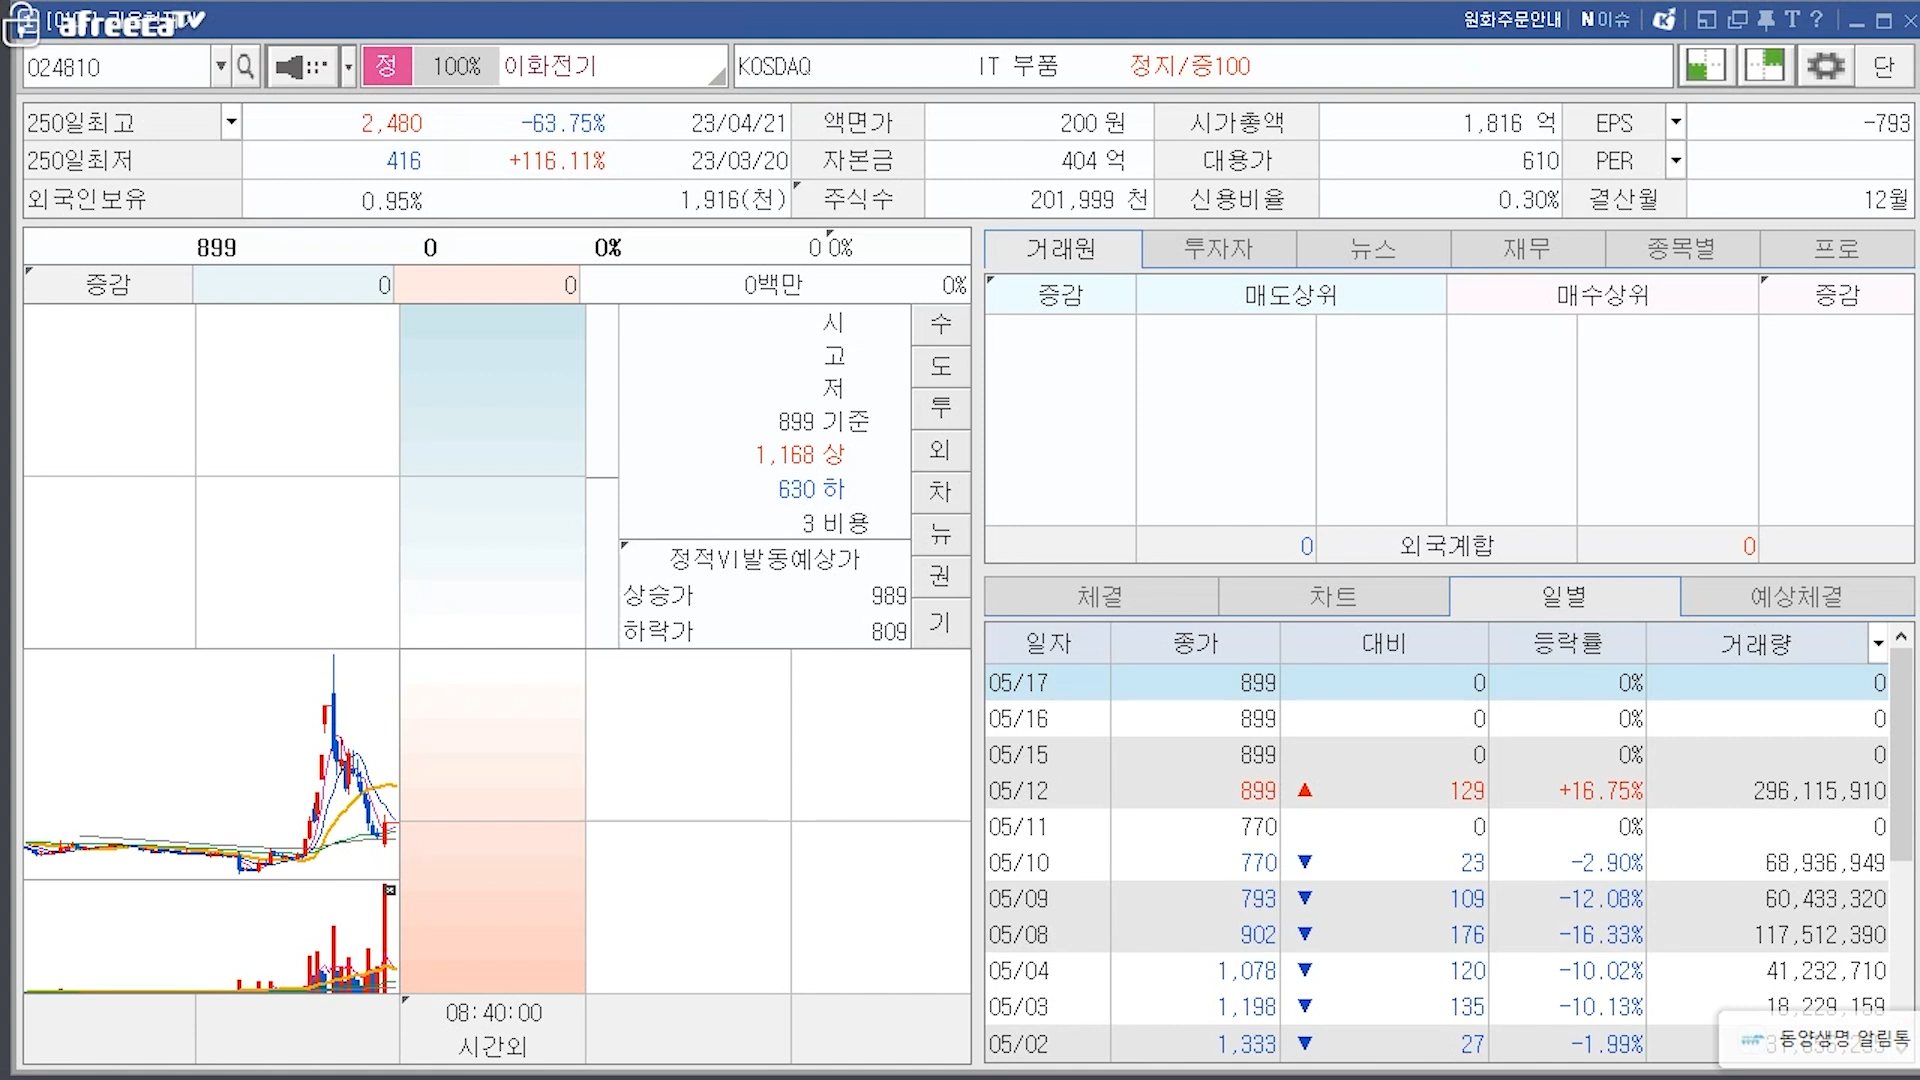 afreecaTV
원화주문안내 N이슈 T ?
024810 정 100% 이화전기 KOSDAQ IT 부품 정지/증100 단
250일최고 2,480 -63.75% 23/04/21 액면가 200 원 시가총액 1,816 억 EPS -793
250일최저 416 +116.11% 23/03/20 자본금 404 억 대용가 610 PER
외국인보유 0.95% 1,916(천) 주식수 201,999 천 신용비율 0.30% 결산월 12월
899 0 0% 0 0%
증감 0 0 0백만 0%
시
고
저
899 기준
1,168 상
630 하
3 비용
정적VI발동예상가
상승가 989
하락가 809
수
도
투
외
차
뉴
권
기
08:40:00
시간외
거래원 투자자 뉴스 재무 종목별 프로
증감 매도상위 매수상위 증감
0 외국계합 0
체결 차트 일별 예상체결
일자 종가 대비 등락률 거래량
05/17 899 0 0% 0
05/16 899 0 0% 0
05/15 899 0 0% 0
05/12 899 ▲ 129 +16.75% 296,115,910
05/11 770 0 0% 0
05/10 770 ▼ 23 -2.90% 68,936,949
05/09 793 ▼ 109 -12.08% 60,433,320
05/08 902 ▼ 176 -16.33% 117,512,390
05/04 1,078 ▼ 120 -10.02% 41,232,710
05/03 1,198 ▼ 135 -10.13% 18,229,159
05/02 1,333 ▼ 27 -1.99%
동양생명 알림톡